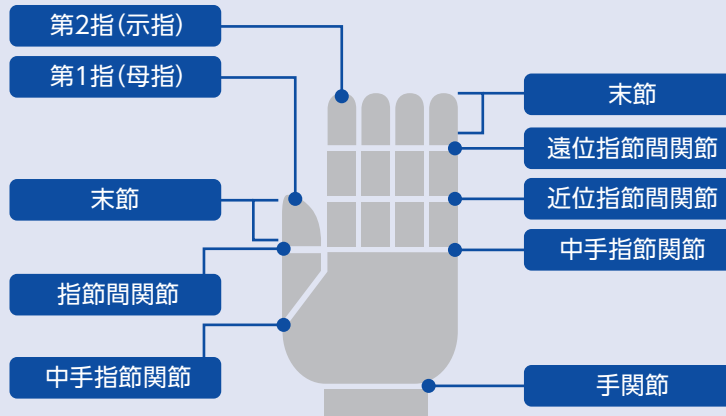 第2指(示指)
第1指(母指)
末節
指節間関節
中手指節関節
末節
遠位指節間関節
近位指節間関節
中手指節関節
手関節